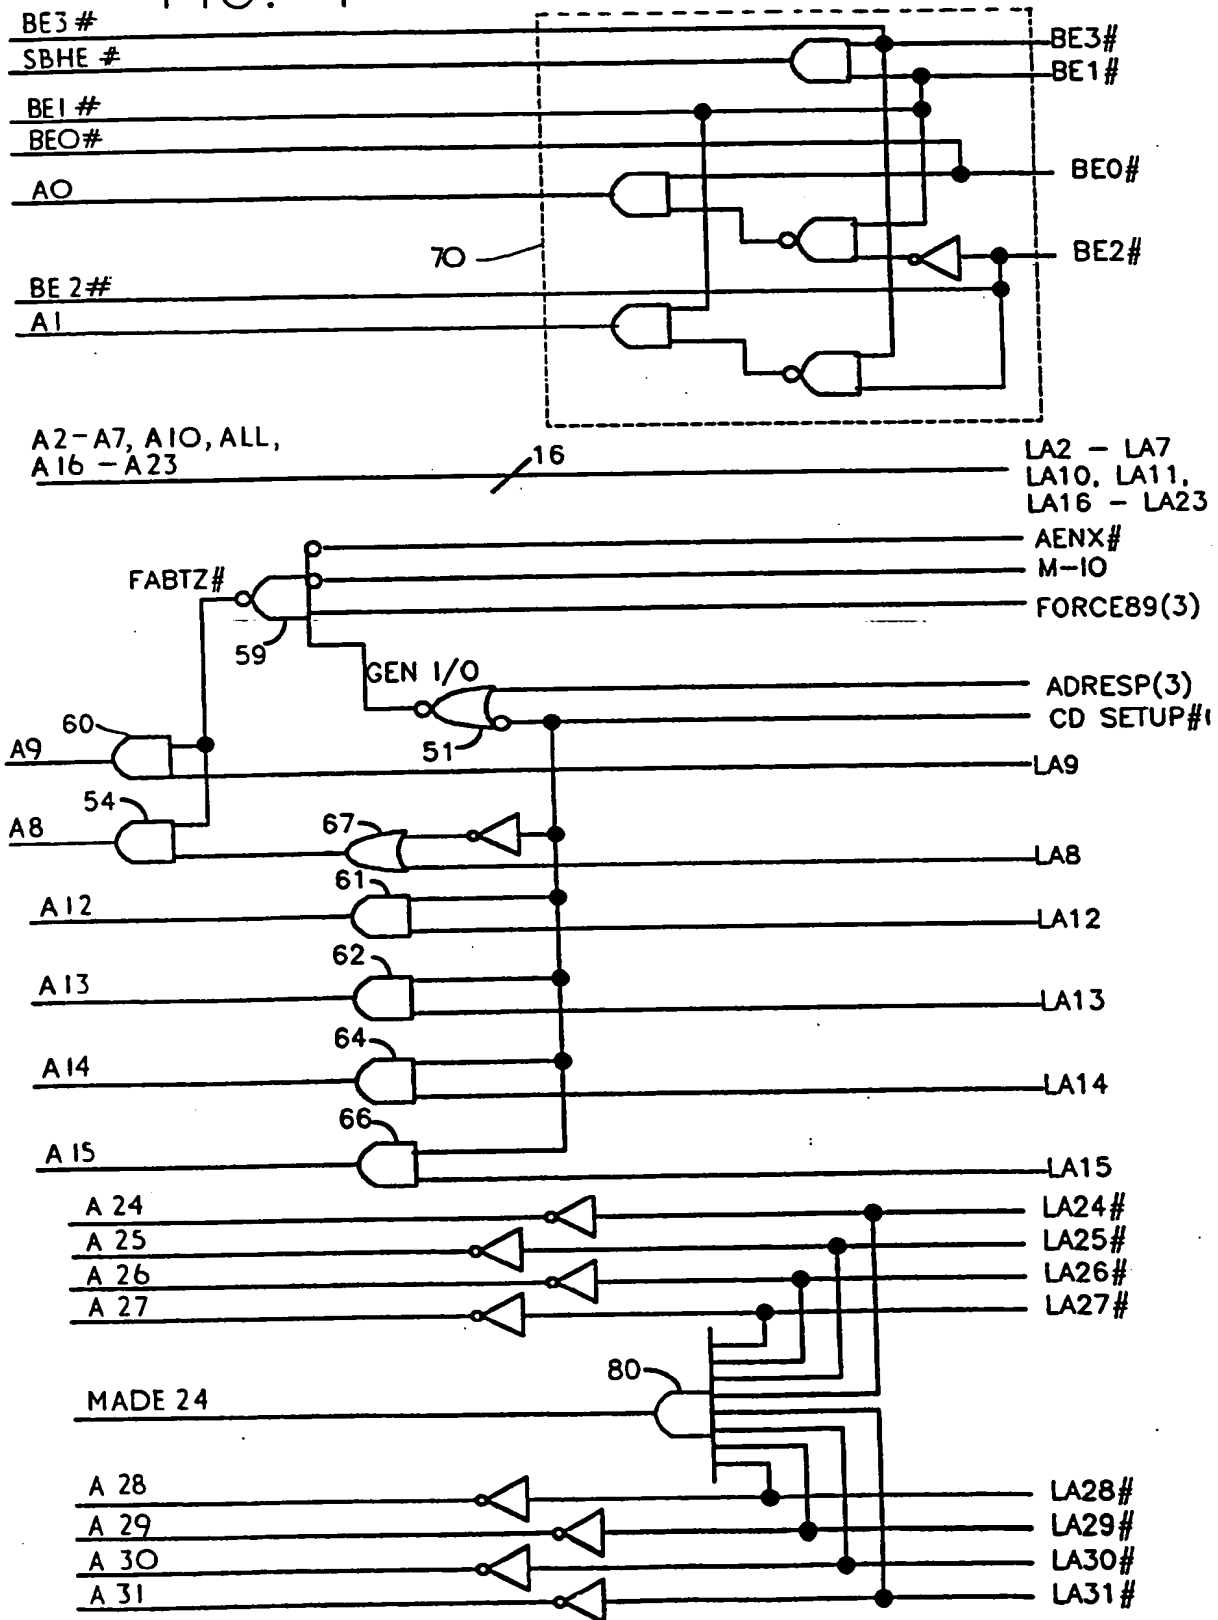 BE3#
SBHE #
BE3#
BE1#
BE1#
BE0#
BE0#
A0
70
BE2#
BE 2#
A1
A2-A7, A10, ALL,
A16 - A23
16
LA2 - LA7
LA10, LA11,
LA16 - LA23
AENX#
M-IO
FABTZ#
FORCE89(3)
59
GEN I/O
ADRESP(3)
CD SETUP#
51
60
A9
LA9
54
A8
67
LA8
61
A12
LA12
62
A13
LA13
64
A14
LA14
66
A15
LA15
A 24
LA24#
A 25
LA25#
A 26
LA26#
A 27
LA27#
80
MADE 24
A 28
LA28#
A 29
LA29#
A 30
LA30#
A 31
LA31#